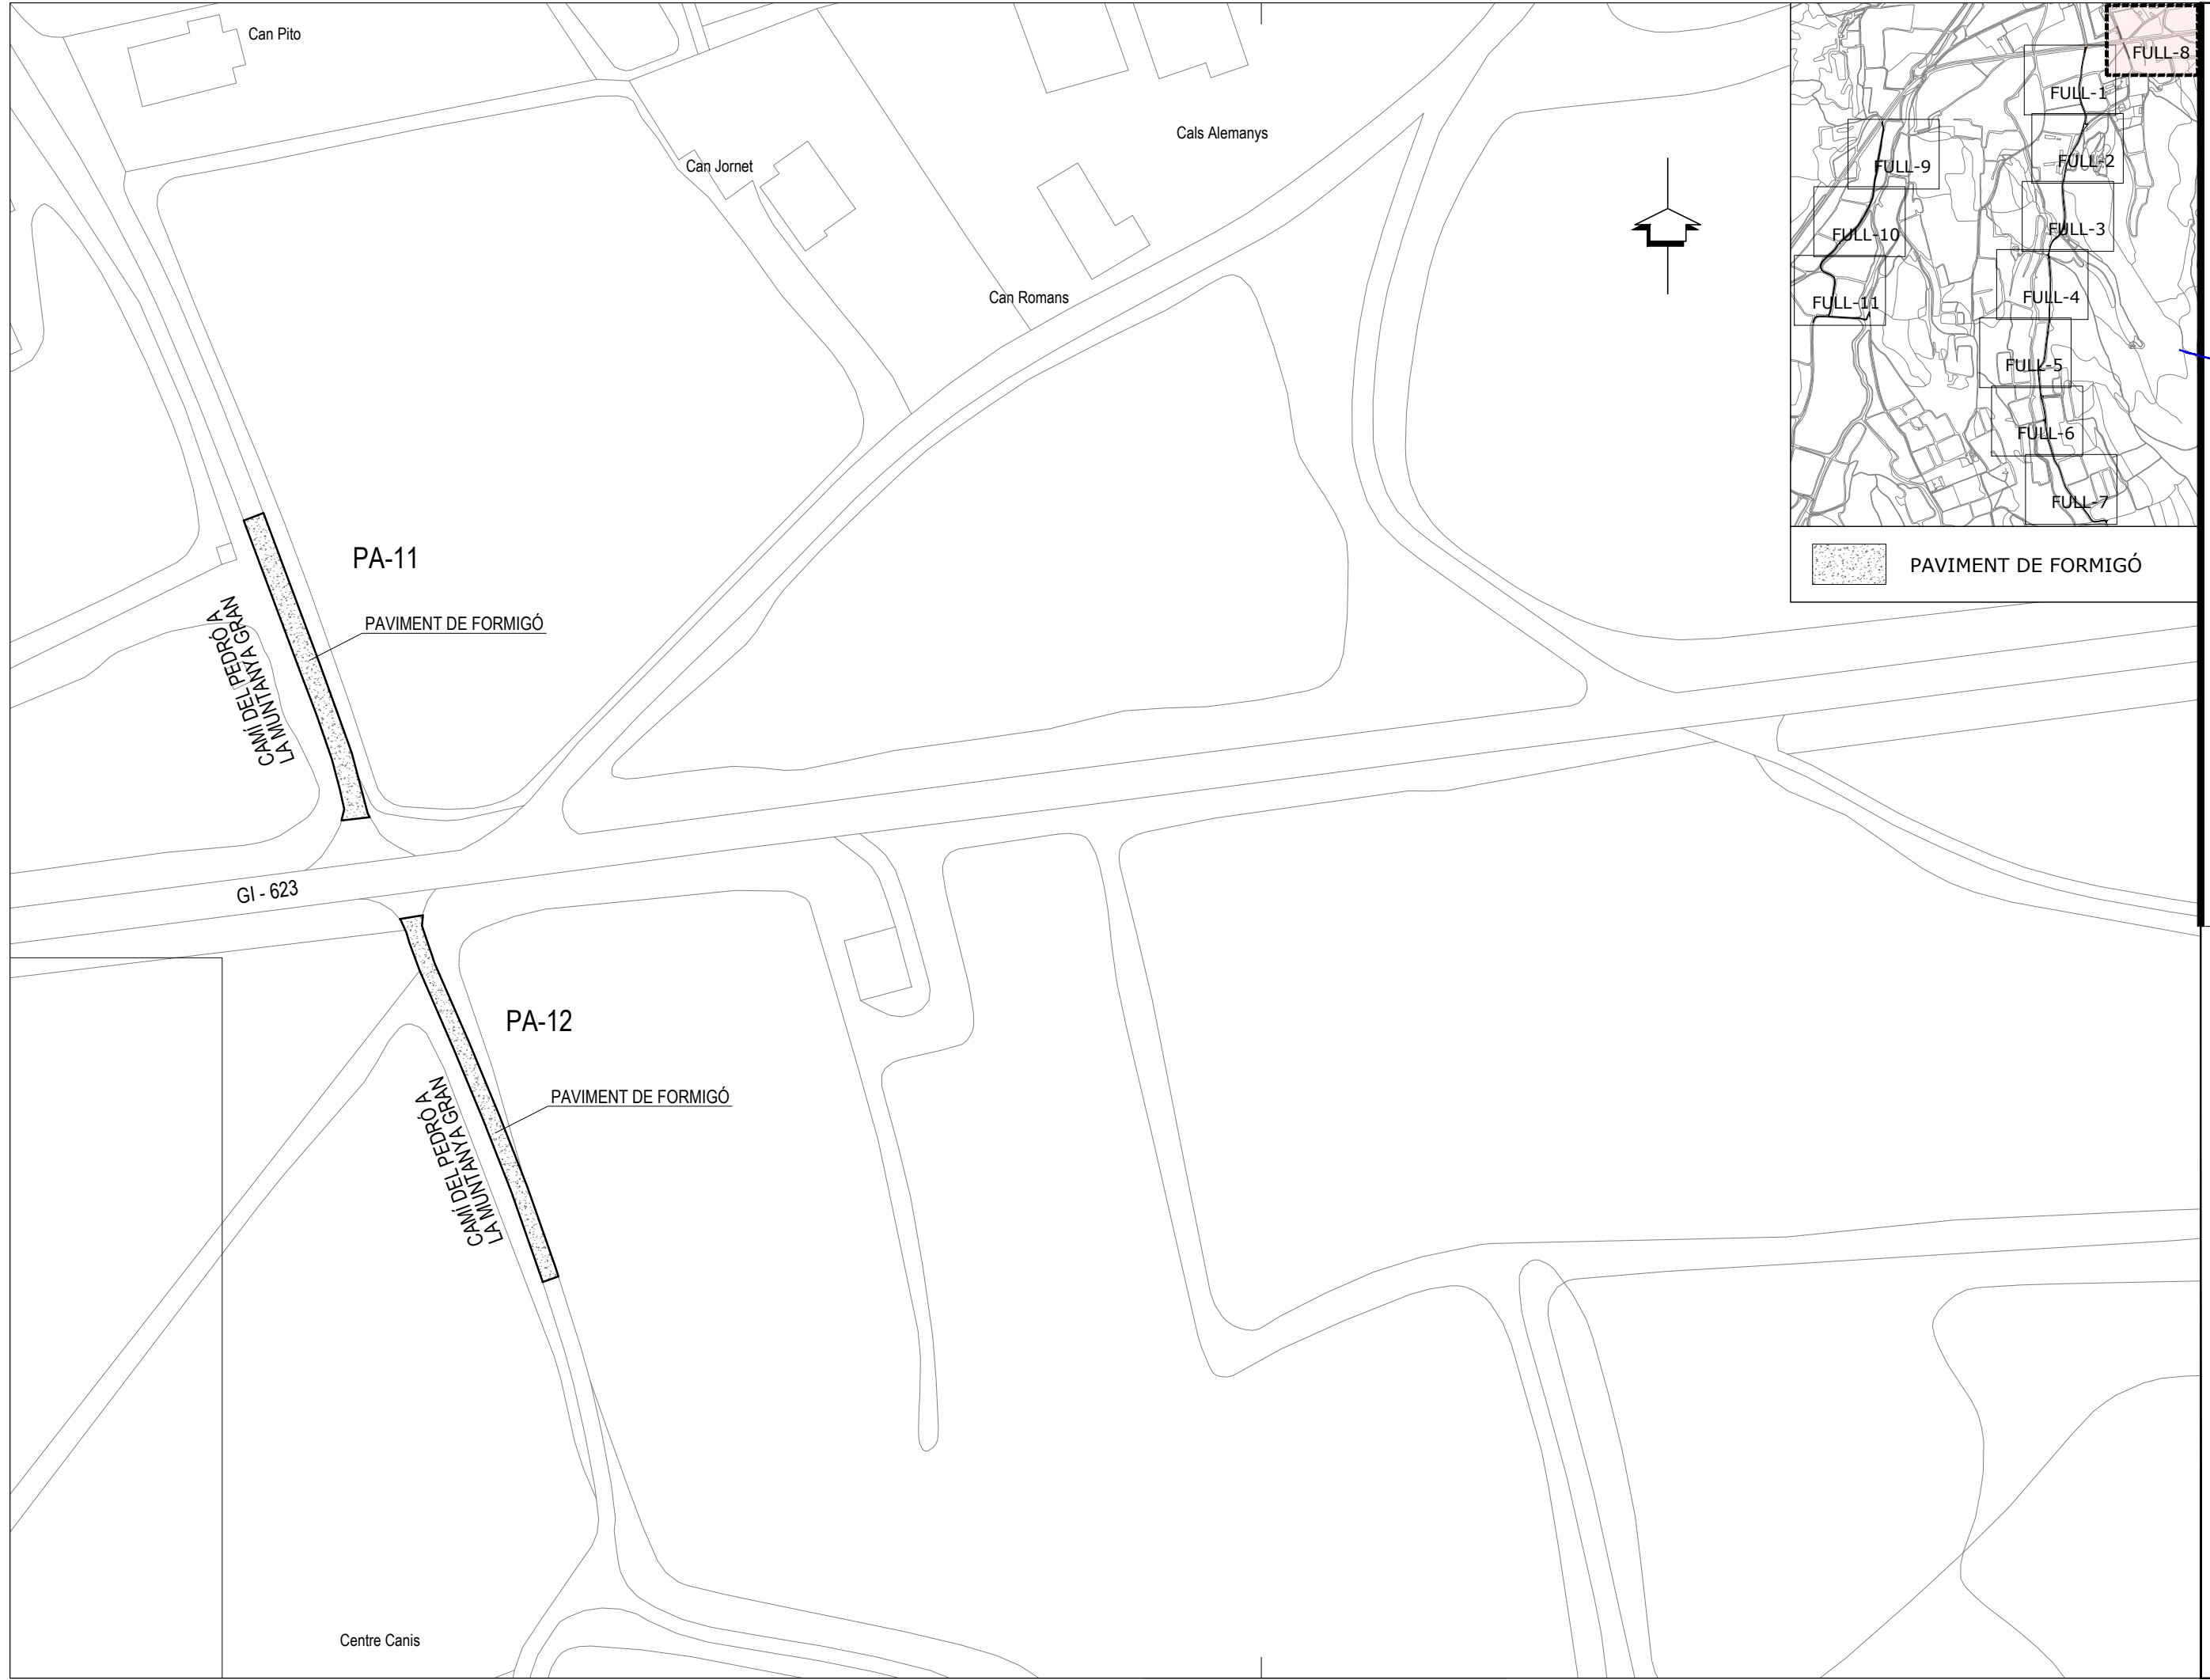 Can Pito
Cals Alemanys
Can Jornet
Can Romans
FULL-8
FULL-1
FULL-2
FULL-9
FULL-3
FULL-10
FULL-4
FULL-11
FULL-5
FULL-6
FULL-7
PAVIMENT DE FORMIGÓ
PA-11
PAVIMENT DE FORMIGÓ
CAMÍ DEL PEDRÓ A
LA MUNTANYA GRAN
GI - 623
PA-12
PAVIMENT DE FORMIGÓ
CAMÍ DEL PEDRÓ A
LA MUNTANYA GRAN
Centre Canis